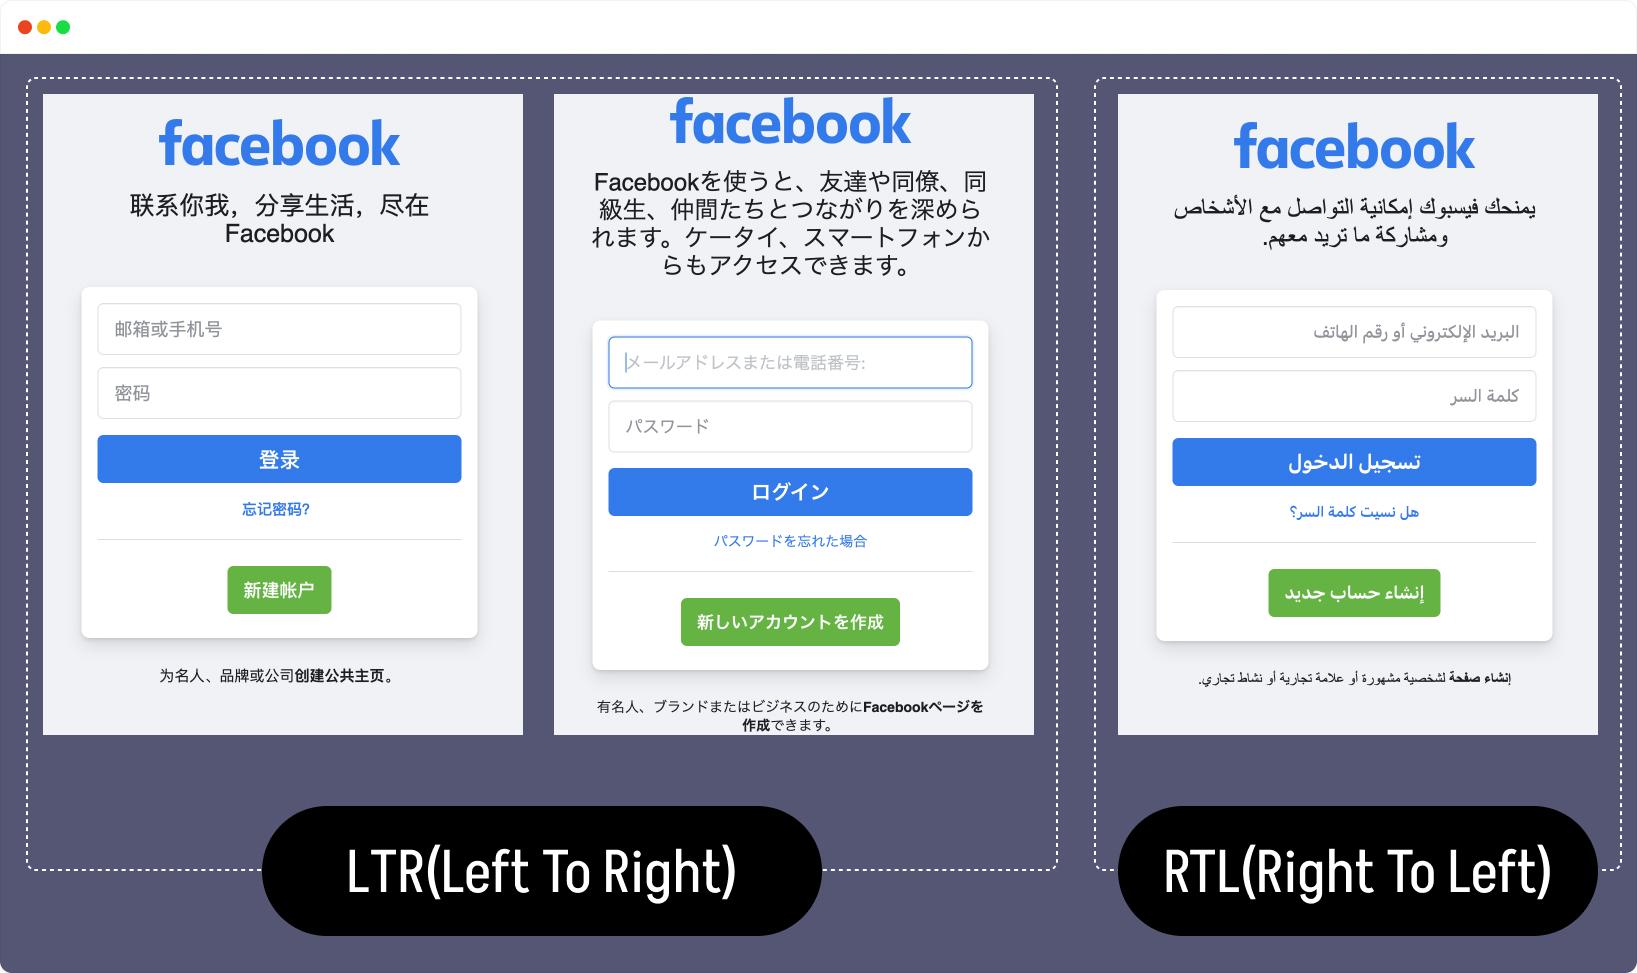 facebook
联系你我，分享生活，尽在
Facebook
邮箱或手机号
密码
登录
忘记密码?
新建帐户
为名人、品牌或公司创建公共主页。
facebook
Facebookを使うと、友達や同僚、同
級生、仲間たちとつながりを深めら
れます。ケータイ、スマートフォンか
らもアクセスできます。
メールアドレスまたは電話番号:
パスワード
ログイン
パスワードを忘れた場合
新しいアカウントを作成
有名人、ブランドまたはビジネスのためにFacebookページを
作成できます。
LTR(Left To Right)
facebook
يمنحك فيسبوك إمكانية التواصل مع الأشخاص
ومشاركة ما تريد معهم.
البريد الإلكتروني أو رقم الهاتف
كلمة السر
تسجيل الدخول
هل نسيت كلمة السر؟
إنشاء حساب جديد
إنشاء صفحة لشخصية مشهورة أو علامة تجارية أو نشاط تجاري.
RTL(Right To Left)